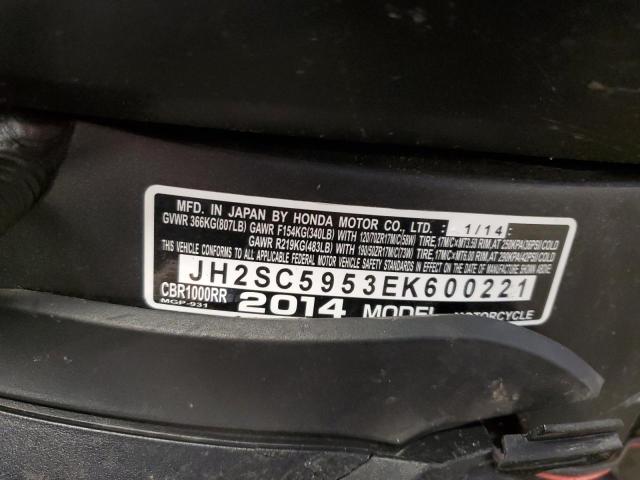 MFD. IN JAPAN BY HONDA MOTOR CO., LTD. : 1/14
GVWR 366KG(807LB) GAWR F154KG(340LB) WITH 12070ZR17M/C(58W) TIRE, 17M/C×MT3.50 RIM, AT 250KPA(36PSI)COLD
GAWR R219KG(483LB) WITH 190/50ZR17M/C(73W) TIRE, 17M/C×MT6.00 RIM, AT 290KPA(42PSI)COLD
THIS VEHICLE CONFORMS TO ALL APPLICABLE FEDERAL MOTOR VEHICLE SAFETY STANDARDS IN EFFECT ON THE DATE OF MANUFACTURE SHOWN ABOVE.
JH2SC5953EK600221
CBR1000RR 2014 MODEL MOTORCYCLE
MGP-931